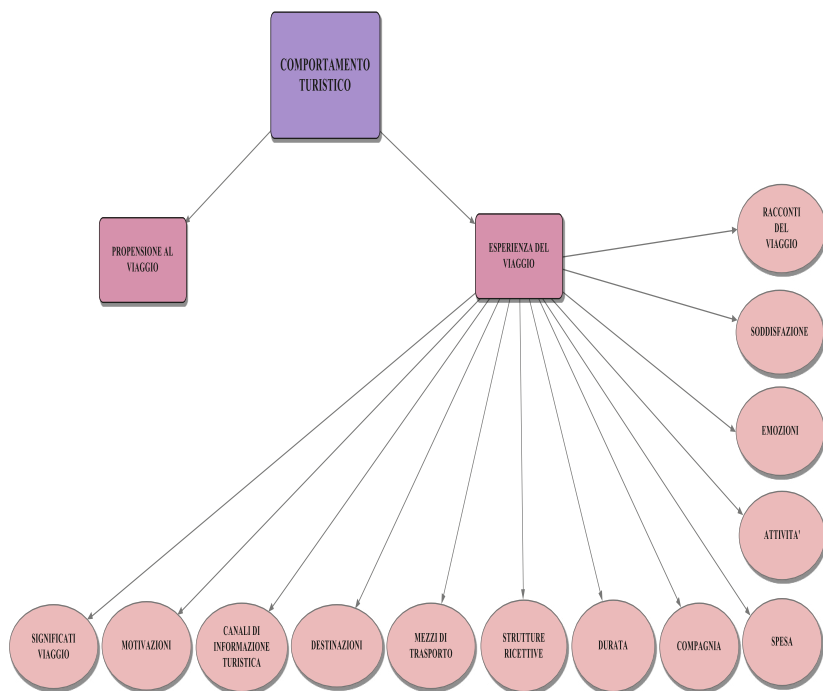 COMPORTAMENTO
TURISTICO
PROPENSIONE AL
VIAGGIO
ESPERIENZA DEL
VIAGGIO
RACCONTI
DEL
VIAGGIO
SODDISFAZIONE
EMOZIONI
ATTIVITA'
SIGNIFICATI
VIAGGIO
MOTIVAZIONI
CANALI DI
INFORMAZIONE
TURISTICA
DESTINAZIONI
MEZZI DI
TRASPORTO
STRUTTURE
RICETTIVE
DURATA
COMPAGNIA
SPESA